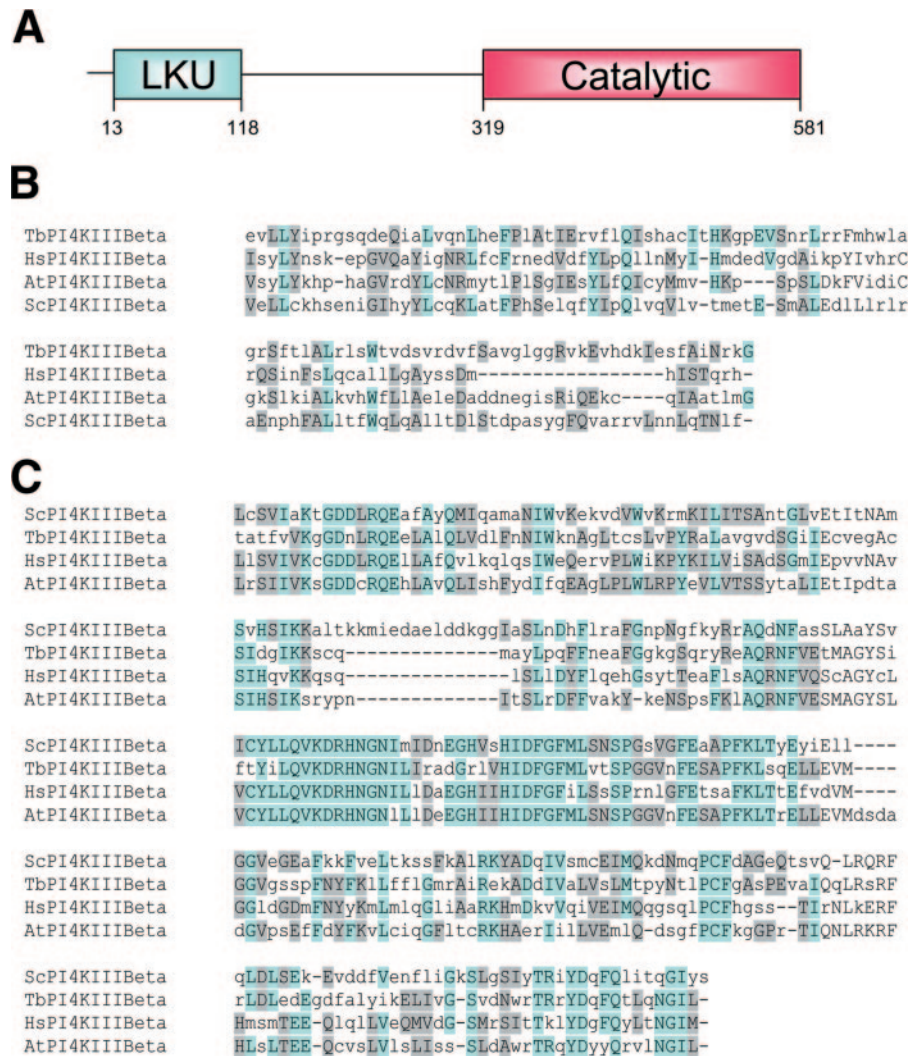 A
LKU
Catalytic
13 118 319 581
B
TbPI4KIIIBeta evLLYiprgsqdeQiaLvqnLheFPlAtIErvflQIshacItHKgpEVSnrLrrFmhwla
HsPI4KIIIBeta IsyLYnsk-epGVQaYigNRLfcFrnedVdfYLpQllnMyI-HmdedVgdAikpYIvhrC
AtPI4KIIIBeta VsyLYkhp-haGVrdYLcNRmytlPlSgIEsYLfQIcyMmv-HKp---SpSLDkFVidiC
ScPI4KIIIBeta VeLLckhseniGIhyYLcqKLatFPhSelqfYIpQlvqVlv-tmetE-SmALEdlLlrlr
TbPI4KIIIBeta grSftlALrlsWtvdsvrdvfSavglggRvkEvhdkIesfAiNrkG
HsPI4KIIIBeta rQSinFsLqcallLgAyssDm-----------------hISTqrh-
AtPI4KIIIBeta gkSlkiALkvhWfLlAeleDaddnegisRiQEkc----qIAatlmG
ScPI4KIIIBeta aENphFALltfWqLqAlltDlStdpasygFQvarrvLnnLqTNlf-
C
ScPI4KIIIBeta LcSVIaKtGDDLRQEafAyQMIqamaNIWvKekvdVWvKrmKILITSAntGLvEtItNAm
TbPI4KIIIBeta tatfvVKgGDnLRQEeLAlQLVdlFnNIWknAgLtcsLvPYRaLavgvdSGiIEcvegAc
HsPI4KIIIBeta LlSVIVKcGDDLRQELLAfQvlkqlqsIWeQErvPLWiKPYKILViSADSGmIEpvvNAv
AtPI4KIIIBeta LrSIIVKsGDDcRQEHLAvQLIshFydIfqEAgLPLWLRPYeVLVTSSytaLIEtIpdta
ScPI4KIIIBeta SvHSIKKaltkkmiedaelddkggIaSLnDhFlraFGnpNgfkyRrAQdNFasSLAaYSv
TbPI4KIIIBeta SIdgIKKscq--------------mayLpqFFneaFGgkgSqryReAQRNFVEtMAGYSi
HsPI4KIIIBeta SIHqvKKqsq--------------lSLlDYFlqehGsytTeaFlsAQRNFVQScAGYcL
AtPI4KIIIBeta SIHSIKsrypn-------------ItSLrDFFvakY-keNSpsFKlAQRNFVESMAGYSL
ScPI4KIIIBeta ICYLLQVKDRHNGNImIDnEGHVsHIDFGFMLSNSPGsVGFEaAPFKLTyEyiEll----
TbPI4KIIIBeta ftYiLQVKDRHNGNILIradGrlVHIDFGFMLvtSPGGVnFESAPFKLsqELLEVM----
HsPI4KIIIBeta VCYLLQVKDRHNGNILlDaEGHIIHIDFGFiLSsSPrnlGFEtsaFKLTtEfvdVM----
AtPI4KIIIBeta VCYLLQVKDRHNGNlLlDeEGHIIHIDFGFMLSNSPGGVnFESAPFKLTrELLEVMdsda
ScPI4KIIIBeta GGVeGEaFkkFveLtkssFkAlRKYADqIVsmcEIMQkdNmqPCFdAGeQtsvQ-LRQRF
TbPI4KIIIBeta GGVgsspFNYFKlLfflGmrAiRekADdIVaLVsLMtpyNtlPCFgAsPEvaIQqLRsRF
HsPI4KIIIBeta GGldGDmFNYyKmLmlqGliAaRKHmDkvVqiVEIMQqgsqlPCFhgss--TIrNLkERF
AtPI4KIIIBeta dGVpsEffdYFKvLciqGFltcRKHAerIilLVEmlQ-dsgfPCFkgGPr-TIQNLRKRF
ScPI4KIIIBeta qLDLSEk-EvddfVenfliGkSLgSIyTRiYDqFQlitqGIys
TbPI4KIIIBeta rLDLedEgdfalyikELIvG-SvdNwrTRrYDqFQtLqNGIL-
HsPI4KIIIBeta HmsmTEE-QlqlLVeQMVdG-SMrSItTklYDgFQyLtNGIM-
AtPI4KIIIBeta HLsLTEE-QcvsLVlsLISs-SLdAwrTRqYDyyQrvLNGIL-